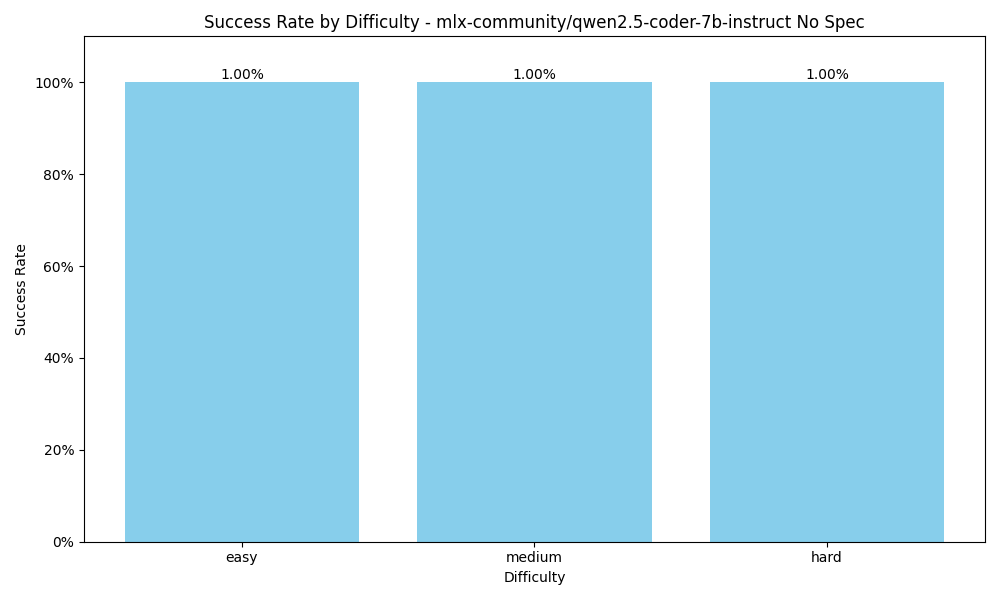 Success Rate by Difficulty - mlx-community/qwen2.5-coder-7b-instruct No Spec
1.00% 1.00% 1.00%
100%
80%
60%
40%
20%
0%
Success Rate
easy medium hard
Difficulty